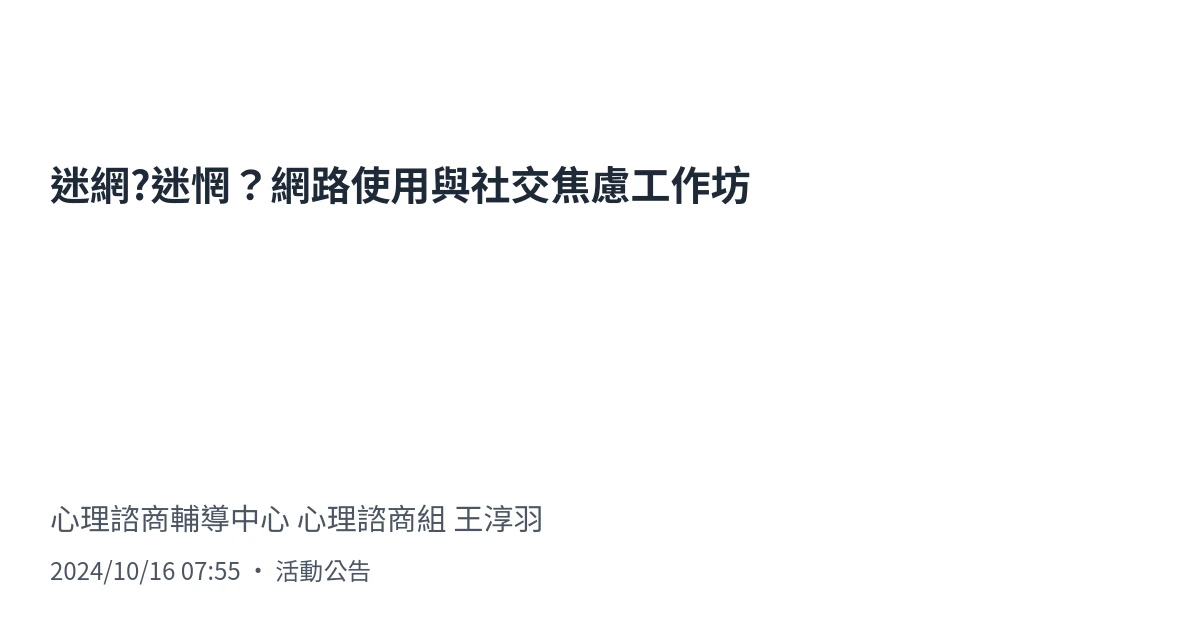 迷網?迷惘？網路使用與社交焦慮工作坊
心理諮商輔導中心 心理諮商組 王淳羽
2024/10/16 07:55 • 活動公告